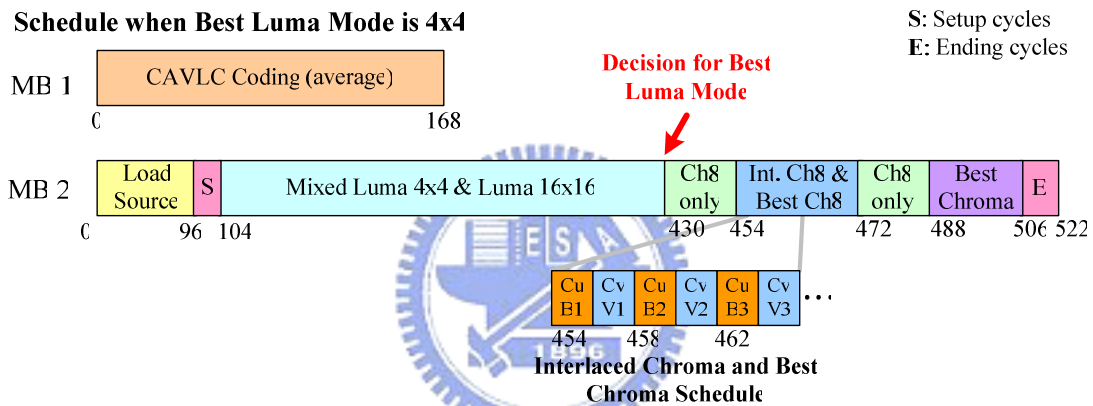 Schedule when Best Luma Mode is 4x4
S: Setup cycles
E: Ending cycles
MB 1
CAVLC Coding (average)
0
168
Decision for Best
Luma Mode
MB 2
Load
Source
S
Mixed Luma 4x4 & Luma 16x16
Ch8
only
Int. Ch8 &
Best Ch8
Ch8
only
Best
Chroma
E
0
96
104
430
454
472
488
506
522
ESA
Cu
B1
Cv
V1
Cu
B2
Cv
V2
Cu
B3
Cv
V3
...
454
458
462
1896
Interlaced Chroma and Best
Chroma Schedule